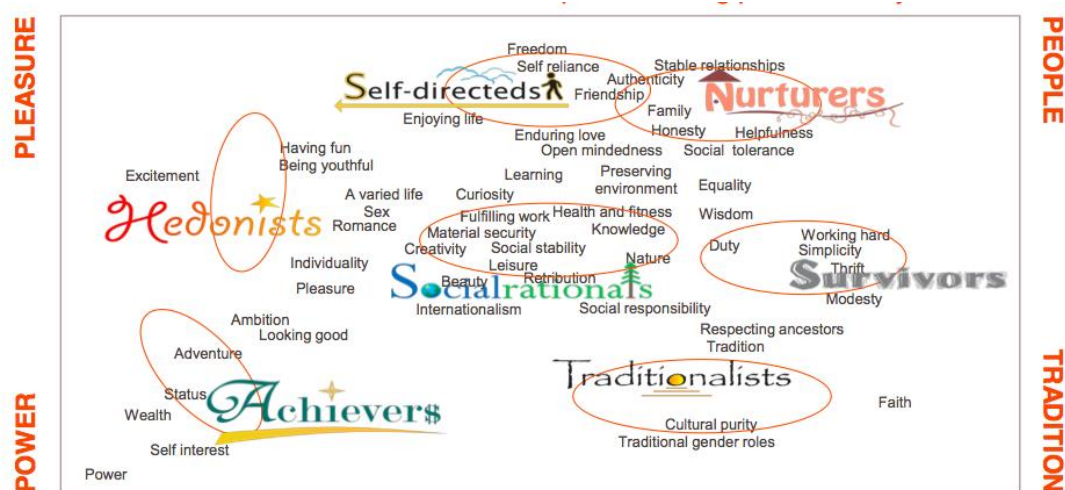 PLEASURE
PEOPLE
POWER
TRADITION
Freedom
Self reliance
Self-directeds
Authenticity
Friendship
Enjoying life
Stable relationships
Nurturers
Family
Honesty
Helpfulness
Social tolerance
Enduring love
Open mindedness
Having fun
Being youthful
Excitement
Hedonists
Learning
Preserving
environment
Equality
A varied life
Curiosity
Sex
Romance
Fulfilling work
Health and fitness
Wisdom
Material security
Knowledge
Creativity
Social stability
Leisure
Nature
Beauty
Retribution
Socialrationals
Internationalism
Social responsibility
Duty
Working hard
Simplicity
Thrift
Survivors
Modesty
Individuality
Pleasure
Ambition
Looking good
Adventure
Status
Achiever$
Wealth
Self interest
Power
Respecting ancestors
Tradition
Traditionalists
Cultural purity
Traditional gender roles
Faith